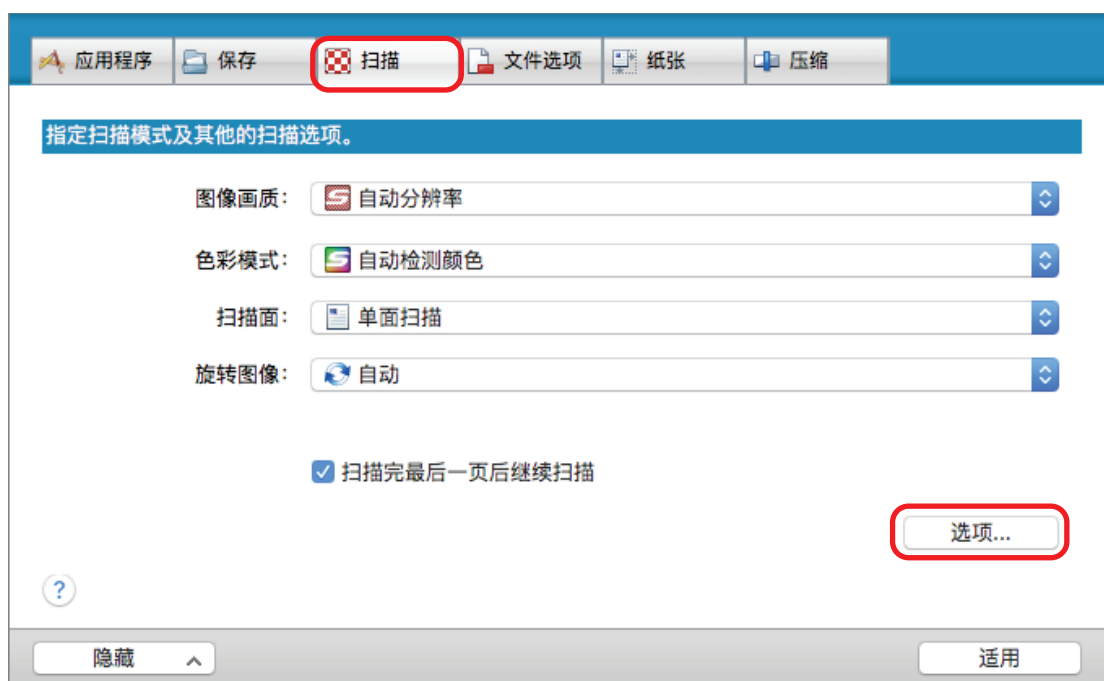 应用程序 保存 扫描 文件选项 纸张 压缩
指定扫描模式及其他的扫描选项。
图像画质： 自动分辨率
色彩模式： 自动检测颜色
扫描面： 单面扫描
旋转图像： 自动
扫描完最后一页后继续扫描
选项...
?
隐藏 适用